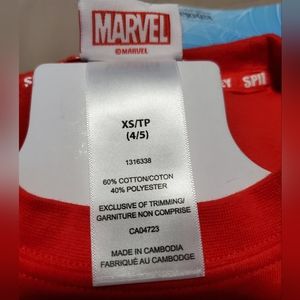 MARVEL
©MARVEL
XS/TP
(4/5)
1316338
60% COTTON/COTON
40% POLYESTER
EXCLUSIVE OF TRIMMING/
GARNITURE NON COMPRISE
CA04723
MADE IN CAMBODIA
FABRIQUÉ AU CAMBODGE